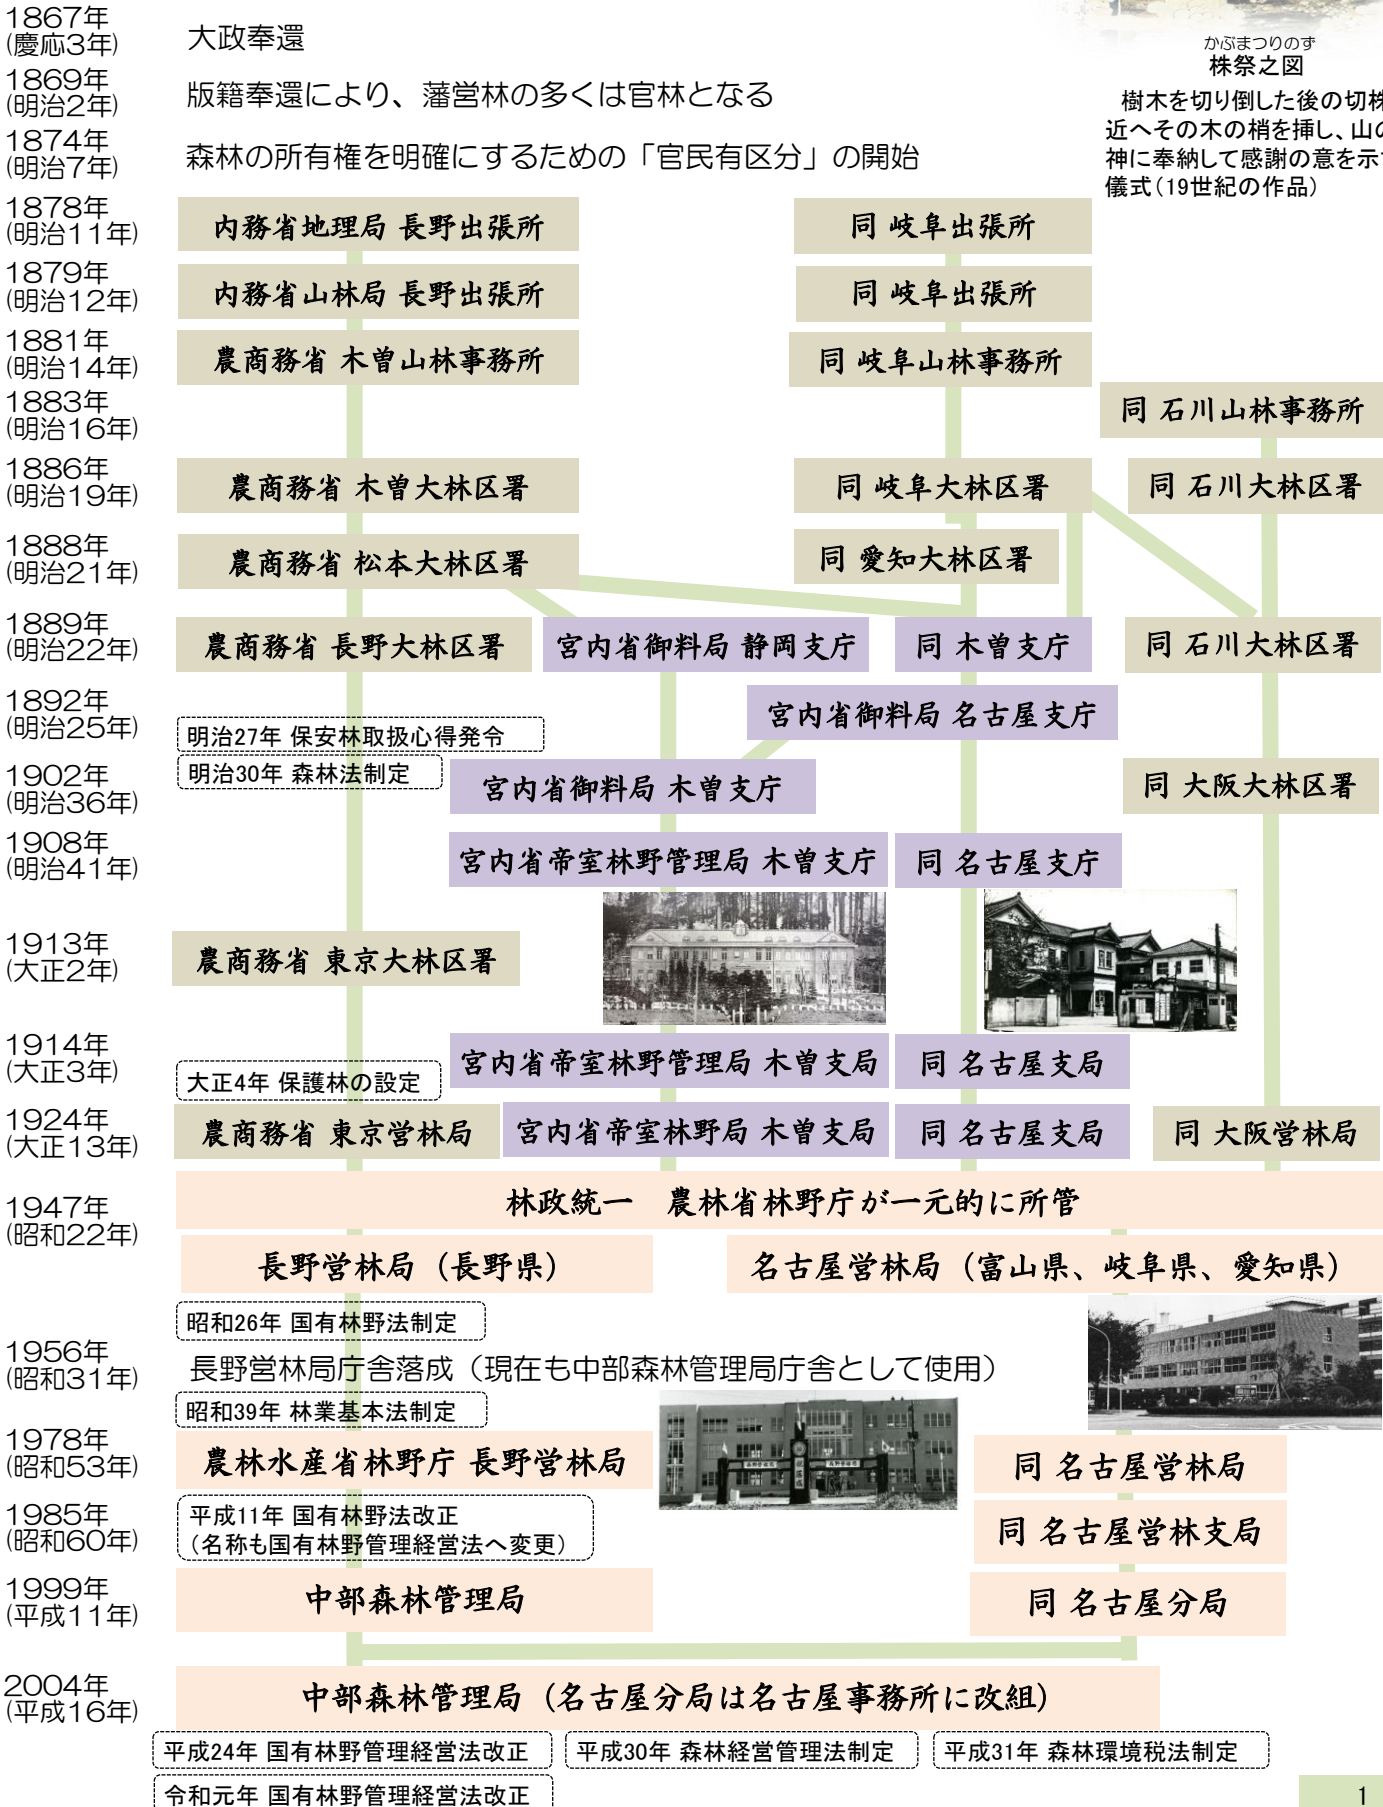 1867年
(慶応3年)
大政奉還
かぶまつりのず
株祭之図
樹木を切り倒した後の切株
近へその木の梢を挿し、山の
神に奉納して感謝の意を示す
儀式(19世紀の作品)
1869年
(明治2年)
版籍奉還により、藩営林の多くは官林となる
1874年
(明治7年)
森林の所有権を明確にするための「官民有区分」の開始
1878年
(明治11年)
内務省地理局 長野出張所
同 岐阜出張所
1879年
(明治12年)
内務省山林局 長野出張所
同 岐阜出張所
1881年
(明治14年)
農商務省 木曽山林事務所
同 岐阜山林事務所
1883年
(明治16年)
同 石川山林事務所
1886年
(明治19年)
農商務省 木曽大林区署
同 岐阜大林区署
同 石川大林区署
1888年
(明治21年)
農商務省 松本大林区署
同 愛知大林区署
1889年
(明治22年)
農商務省 長野大林区署
宮内省御料局 静岡支庁
同 木曽支庁
同 石川大林区署
1892年
(明治25年)
宮内省御料局 名古屋支庁
明治27年 保安林取扱心得発令
明治30年 森林法制定
1902年
(明治36年)
宮内省御料局 木曽支庁
同 大阪大林区署
1908年
(明治41年)
宮内省帝室林野管理局 木曽支庁
同 名古屋支庁
1913年
(大正2年)
農商務省 東京大林区署
1914年
(大正3年)
宮内省帝室林野管理局 木曽支局
同 名古屋支局
大正4年 保護林の設定
1924年
(大正13年)
農商務省 東京営林局
宮内省帝室林野局 木曽支局
同 名古屋支局
同 大阪営林局
1947年
(昭和22年)
林政統一 農林省林野庁が一元的に所管
長野営林局(長野県)
名古屋営林局(富山県、岐阜県、愛知県)
昭和26年 国有林野法制定
1956年
(昭和31年)
長野営林局庁舎落成(現在も中部森林管理局庁舎として使用)
昭和39年 林業基本法制定
1978年
(昭和53年)
農林水産省林野庁 長野営林局
同 名古屋営林局
1985年
(昭和60年)
平成11年 国有林野法改正
(名称も国有林野管理経営法へ変更)
同 名古屋営林支局
1999年
(平成11年)
中部森林管理局
同 名古屋分局
2004年
(平成16年)
中部森林管理局(名古屋分局は名古屋事務所に改組)
平成24年 国有林野管理経営法改正
平成30年 森林経営管理法制定
平成31年 森林環境税法制定
令和元年 国有林野管理経営法改正
1